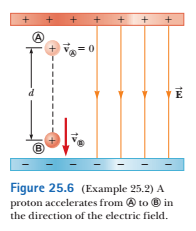 + + + + + + +
Ⓐ
+ v⃗Ⓐ = 0
d
E⃗
+ v⃗Ⓑ
Ⓑ
− − − − − − −
Figure 25.6 (Example 25.2) A
proton accelerates from Ⓐ to Ⓑ in
the direction of the electric field.